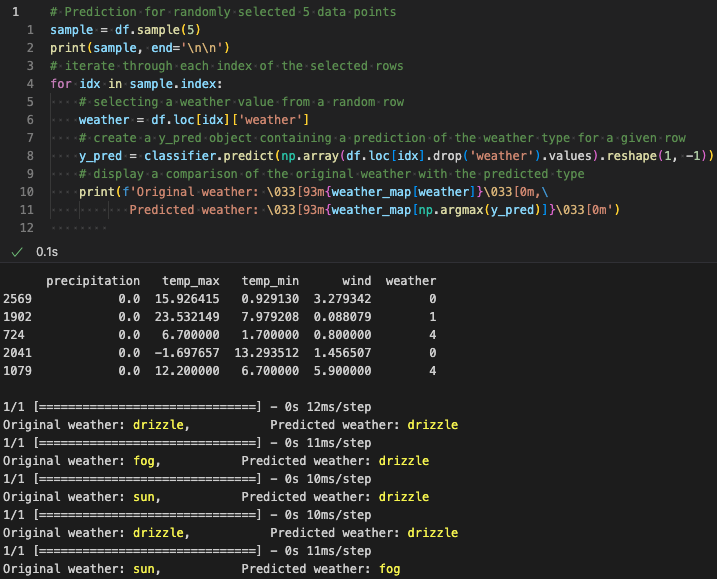 1 # Prediction for randomly selected 5 data points
1 sample = df.sample(5)
2 print(sample, end='\n\n')
3 # iterate through each index of the selected rows
4 for idx in sample.index:
5     # selecting a weather value from a random row
6     weather = df.loc[idx]['weather']
7     # create a y_pred object containing a prediction of the weather type for a given row
8     y_pred = classifier.predict(np.array(df.loc[idx].drop('weather').values).reshape(1, -1))
9     # display a comparison of the original weather with the predicted type
10     print(f'Original weather: \033[93m{weather_map[weather]}\033[0m,\
11            Predicted weather: \033[93m{weather_map[np.argmax(y_pred)]}\033[0m')
12
✓ 0.1s
      precipitation   temp_max   temp_min      wind  weather
2569            0.0  15.926415   0.929130  3.279342        0
1902            0.0  23.532149   7.979208  0.088079        1
724             0.0   6.700000   1.700000  0.800000        4
2041            0.0  -1.697657  13.293512  1.456507        0
1079            0.0  12.200000   6.700000  5.900000        4
1/1 [==============================] - 0s 12ms/step
Original weather: drizzle,           Predicted weather: drizzle
1/1 [==============================] - 0s 11ms/step
Original weather: fog,           Predicted weather: drizzle
1/1 [==============================] - 0s 10ms/step
Original weather: sun,           Predicted weather: drizzle
1/1 [==============================] - 0s 10ms/step
Original weather: drizzle,           Predicted weather: drizzle
1/1 [==============================] - 0s 11ms/step
Original weather: sun,           Predicted weather: fog